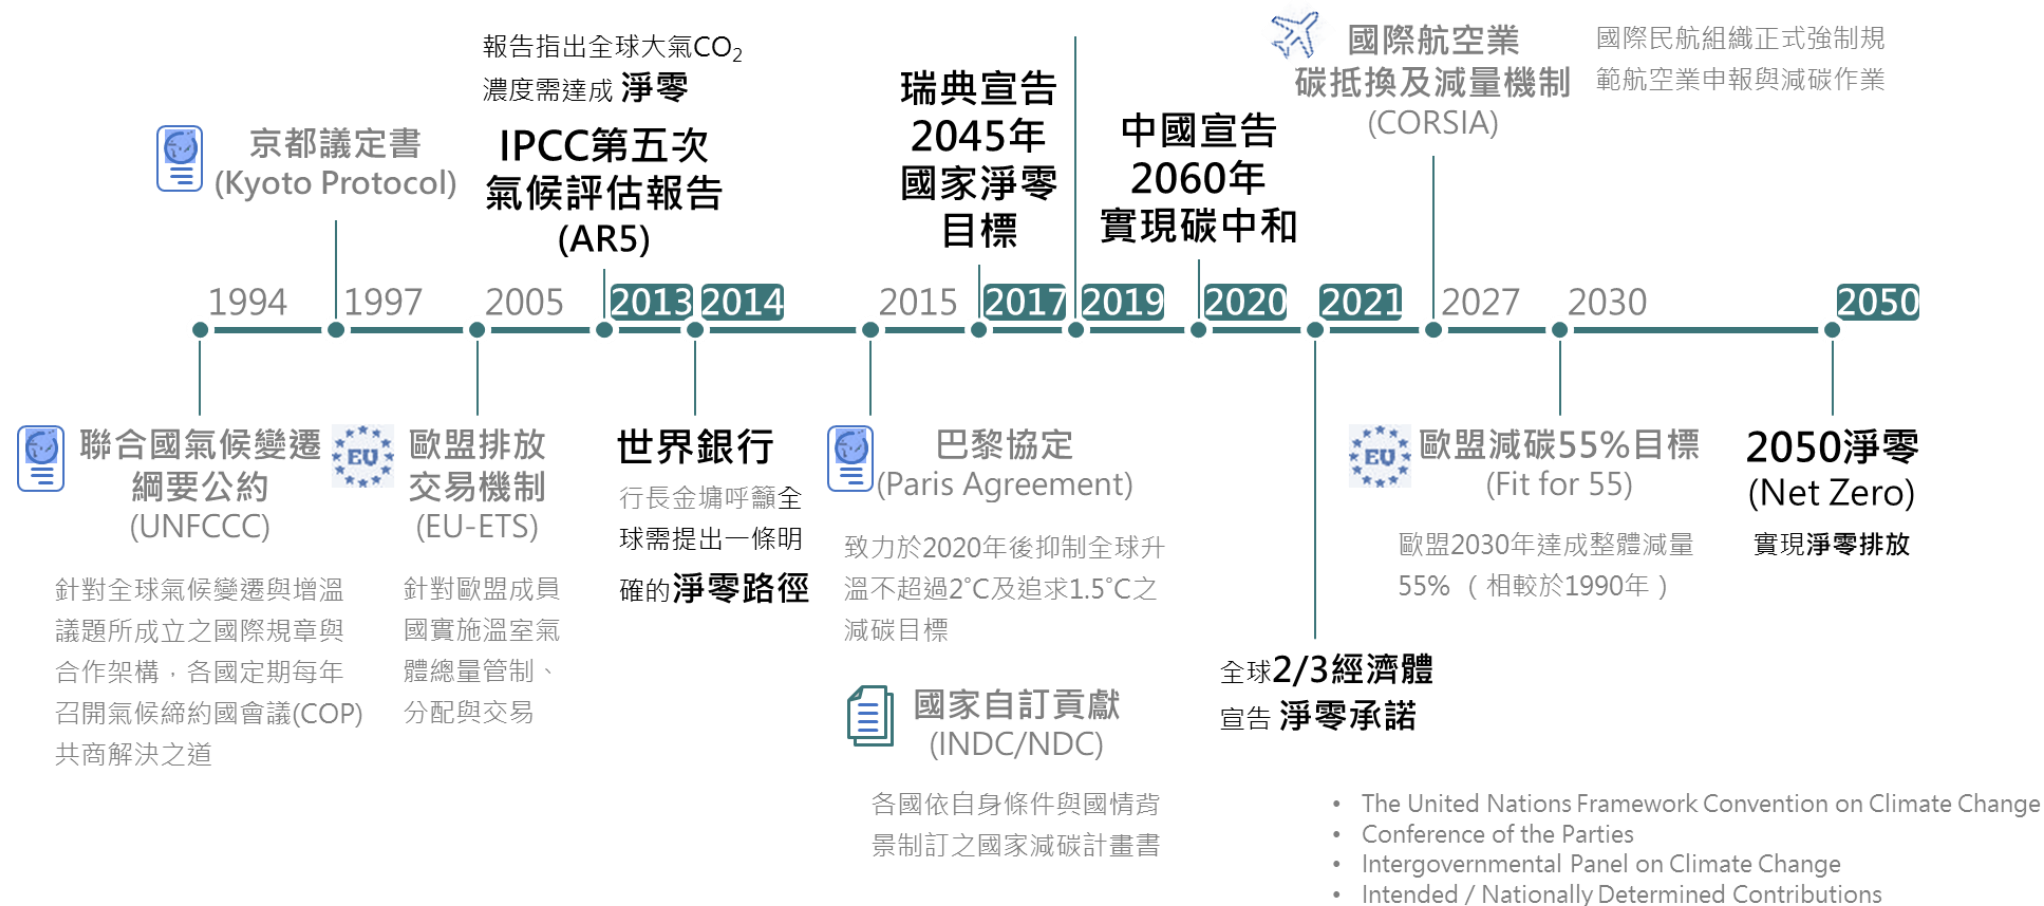 報告指出全球大氣CO₂
濃度需達成 淨零
IPCC第五次
氣候評估報告
(AR5)
京都議定書
(Kyoto Protocol)
瑞典宣告
2045年
國家淨零
目標
中國宣告
2060年
實現碳中和
國際航空業
碳抵換及減量機制
(CORSIA)
國際民航組織正式強制規
範航空業申報與減碳作業
1994
1997
2005
2013
2014
2015
2017
2019
2020
2021
2027
2030
2050
聯合國氣候變遷
綱要公約
(UNFCCC)
針對全球氣候變遷與增溫
議題所成立之國際規章與
合作架構，各國定期每年
召開氣候締約國會議(COP)
共商解決之道
EU
歐盟排放
交易機制
(EU-ETS)
針對歐盟成員
國實施溫室氣
體總量管制、
分配與交易
世界銀行
行長金墉呼籲全
球需提出一條明
確的淨零路徑
巴黎協定
(Paris Agreement)
致力於2020年後抑制全球升
溫不超過2°C及追求1.5°C之
減碳目標
國家自訂貢獻
(INDC/NDC)
各國依自身條件與國情背
景制訂之國家減碳計畫書
全球2/3經濟體
宣告 淨零承諾
EU
歐盟減碳55%目標
(Fit for 55)
歐盟2030年達成整體減量
55% （相較於1990年）
2050淨零
(Net Zero)
實現淨零排放
• The United Nations Framework Convention on Climate Change
• Conference of the Parties
• Intergovernmental Panel on Climate Change
• Intended / Nationally Determined Contributions